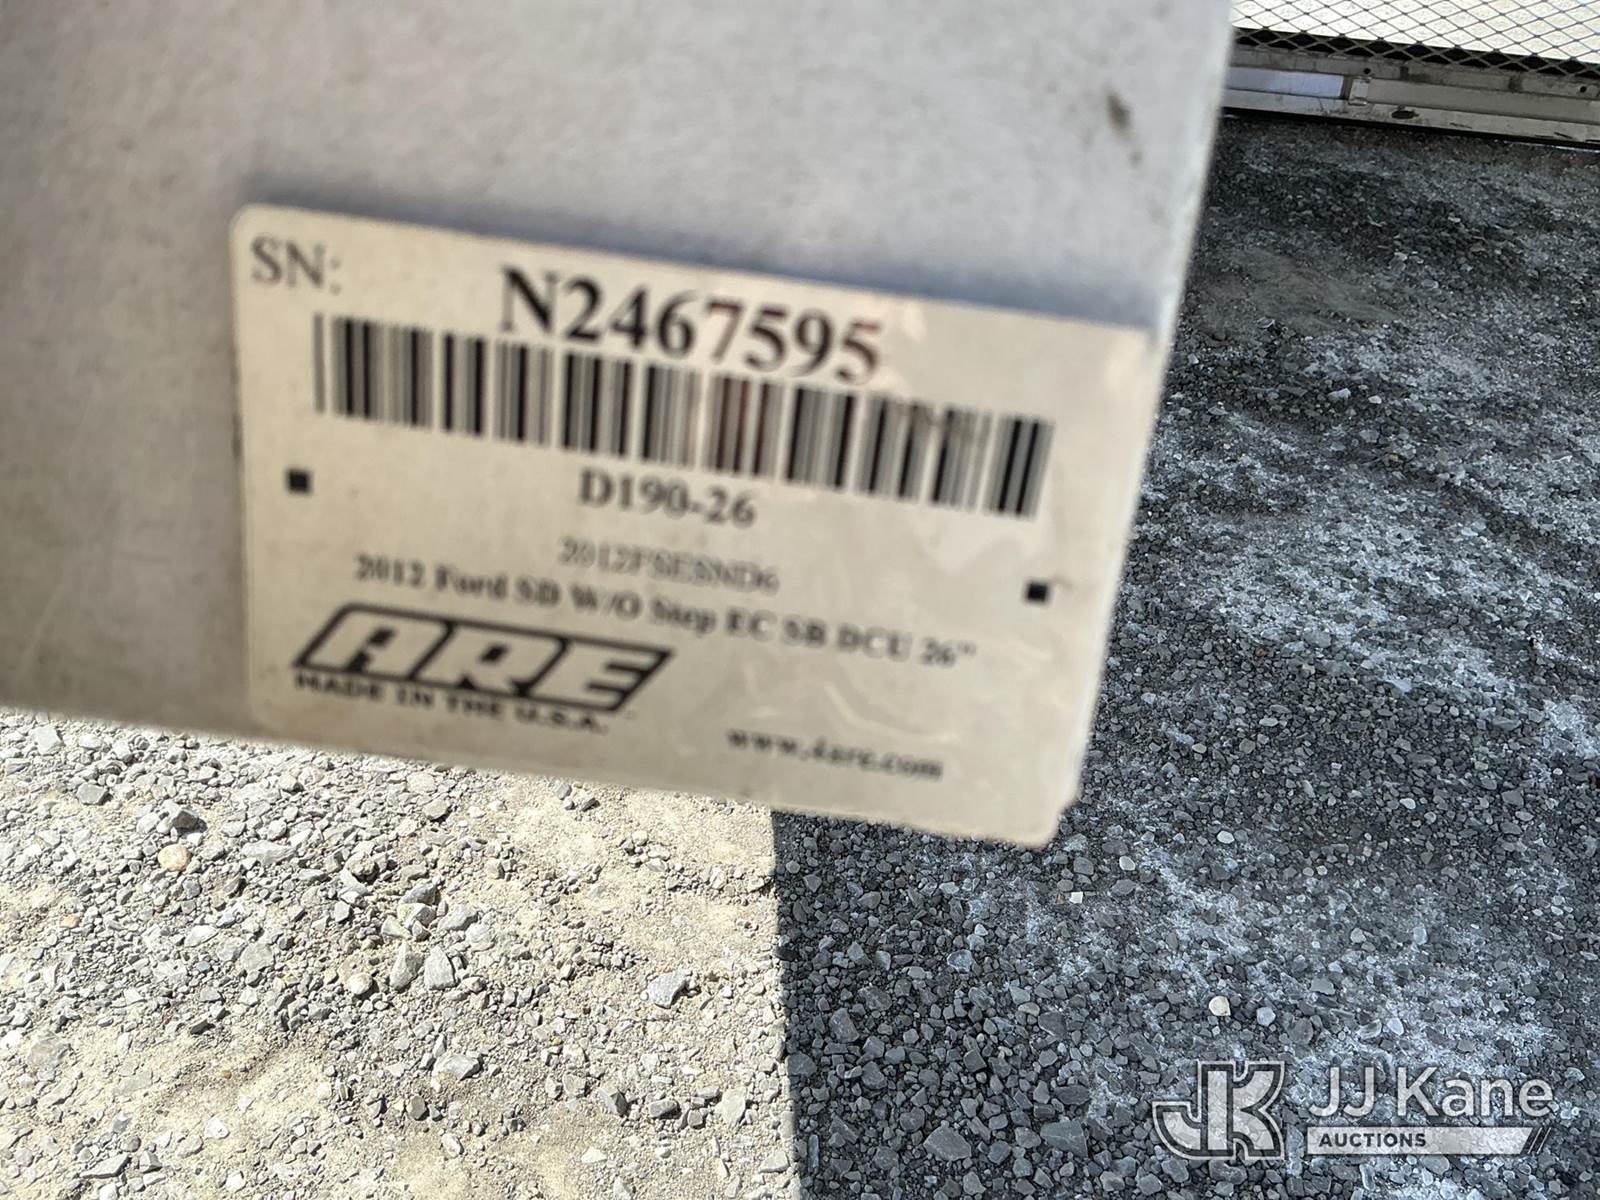 SN:
N2467595
D190-26
2012FSESND6
2012 Ford SD W/O Step EC SB DCU 26"
ARE
MADE IN THE U.S.A.
www.4are.com
JK JJ Kane
AUCTIONS